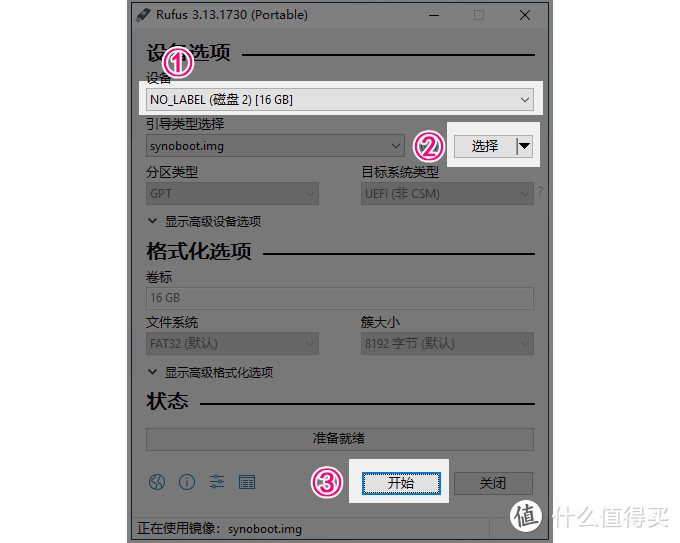 Rufus 3.13.1730 (Portable)
设备选项
①
设备
NO_LABEL (磁盘 2) [16 GB]
引导类型选择
synoboot.img
② 选择
分区类型 目标系统类型
GPT UEFI (非 CSM) ?
显示高级设备选项
格式化选项
卷标
16 GB
文件系统 簇大小
FAT32 (默认) 8192 字节 (默认)
显示高级格式化选项
状态
准备就绪
③ 开始 关闭
正在使用镜像: synoboot.img
值 什么值得买